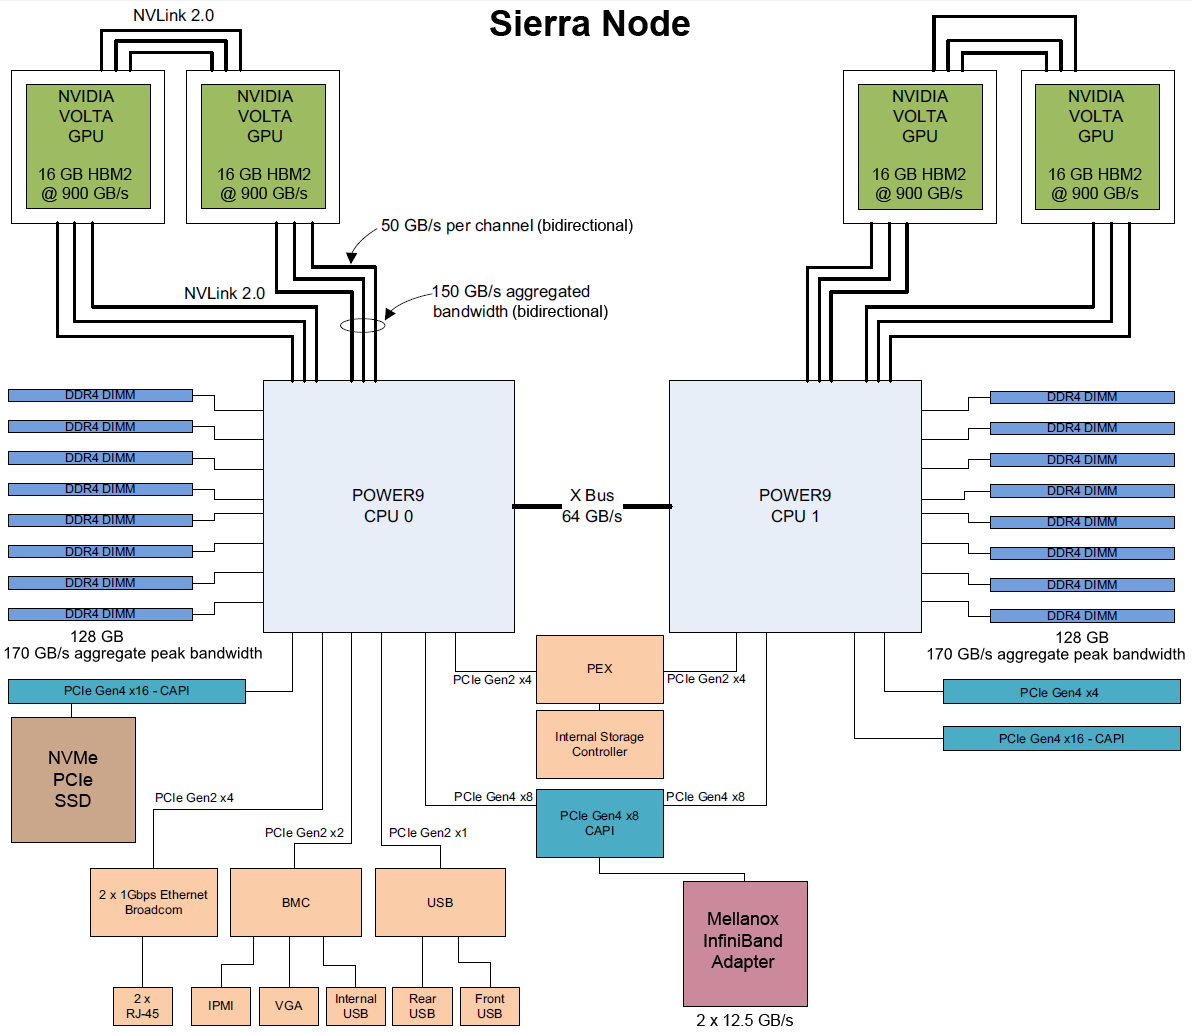 Sierra Node
NVLink 2.0
NVIDIA
VOLTA
GPU
16 GB HBM2
@ 900 GB/s
NVIDIA
VOLTA
GPU
16 GB HBM2
@ 900 GB/s
NVIDIA
VOLTA
GPU
16 GB HBM2
@ 900 GB/s
NVIDIA
VOLTA
GPU
16 GB HBM2
@ 900 GB/s
50 GB/s per channel (bidirectional)
NVLink 2.0
150 GB/s aggregated
bandwidth (bidirectional)
DDR4 DIMM
DDR4 DIMM
DDR4 DIMM
DDR4 DIMM
DDR4 DIMM
DDR4 DIMM
DDR4 DIMM
DDR4 DIMM
128 GB
170 GB/s aggregate peak bandwidth
POWER9
CPU 0
X Bus
64 GB/s
POWER9
CPU 1
DDR4 DIMM
DDR4 DIMM
DDR4 DIMM
DDR4 DIMM
DDR4 DIMM
DDR4 DIMM
DDR4 DIMM
DDR4 DIMM
128 GB
170 GB/s aggregate peak bandwidth
PCIe Gen4 x16 - CAPI
NVMe
PCIe
SSD
PCIe Gen2 x4
PEX
PCIe Gen2 x4
Internal Storage
Controller
PCIe Gen4 x4
PCIe Gen4 x16 - CAPI
PCIe Gen4 x8
PCIe Gen4 x8
CAPI
PCIe Gen4 x8
PCIe Gen2 x4
PCIe Gen2 x2
PCIe Gen2 x1
2 x 1Gbps Ethernet
Broadcom
BMC
USB
Mellanox
InfiniBand
Adapter
2 x 12.5 GB/s
2 x
RJ-45
IPMI
VGA
Internal
USB
Rear
USB
Front
USB